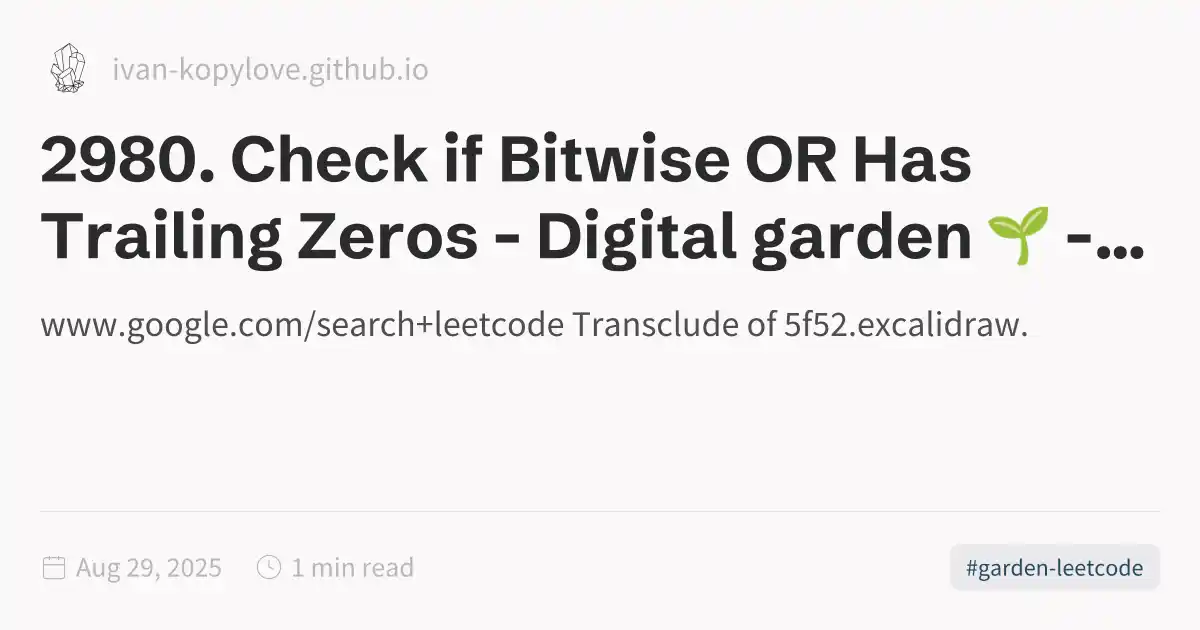 ivan-kopylove.github.io
2980. Check if Bitwise OR Has
Trailing Zeros - Digital garden 🌱 -...
www.google.com/search+leetcode Transclude of 5f52.excalidraw.
Aug 29, 2025 1 min read #garden-leetcode